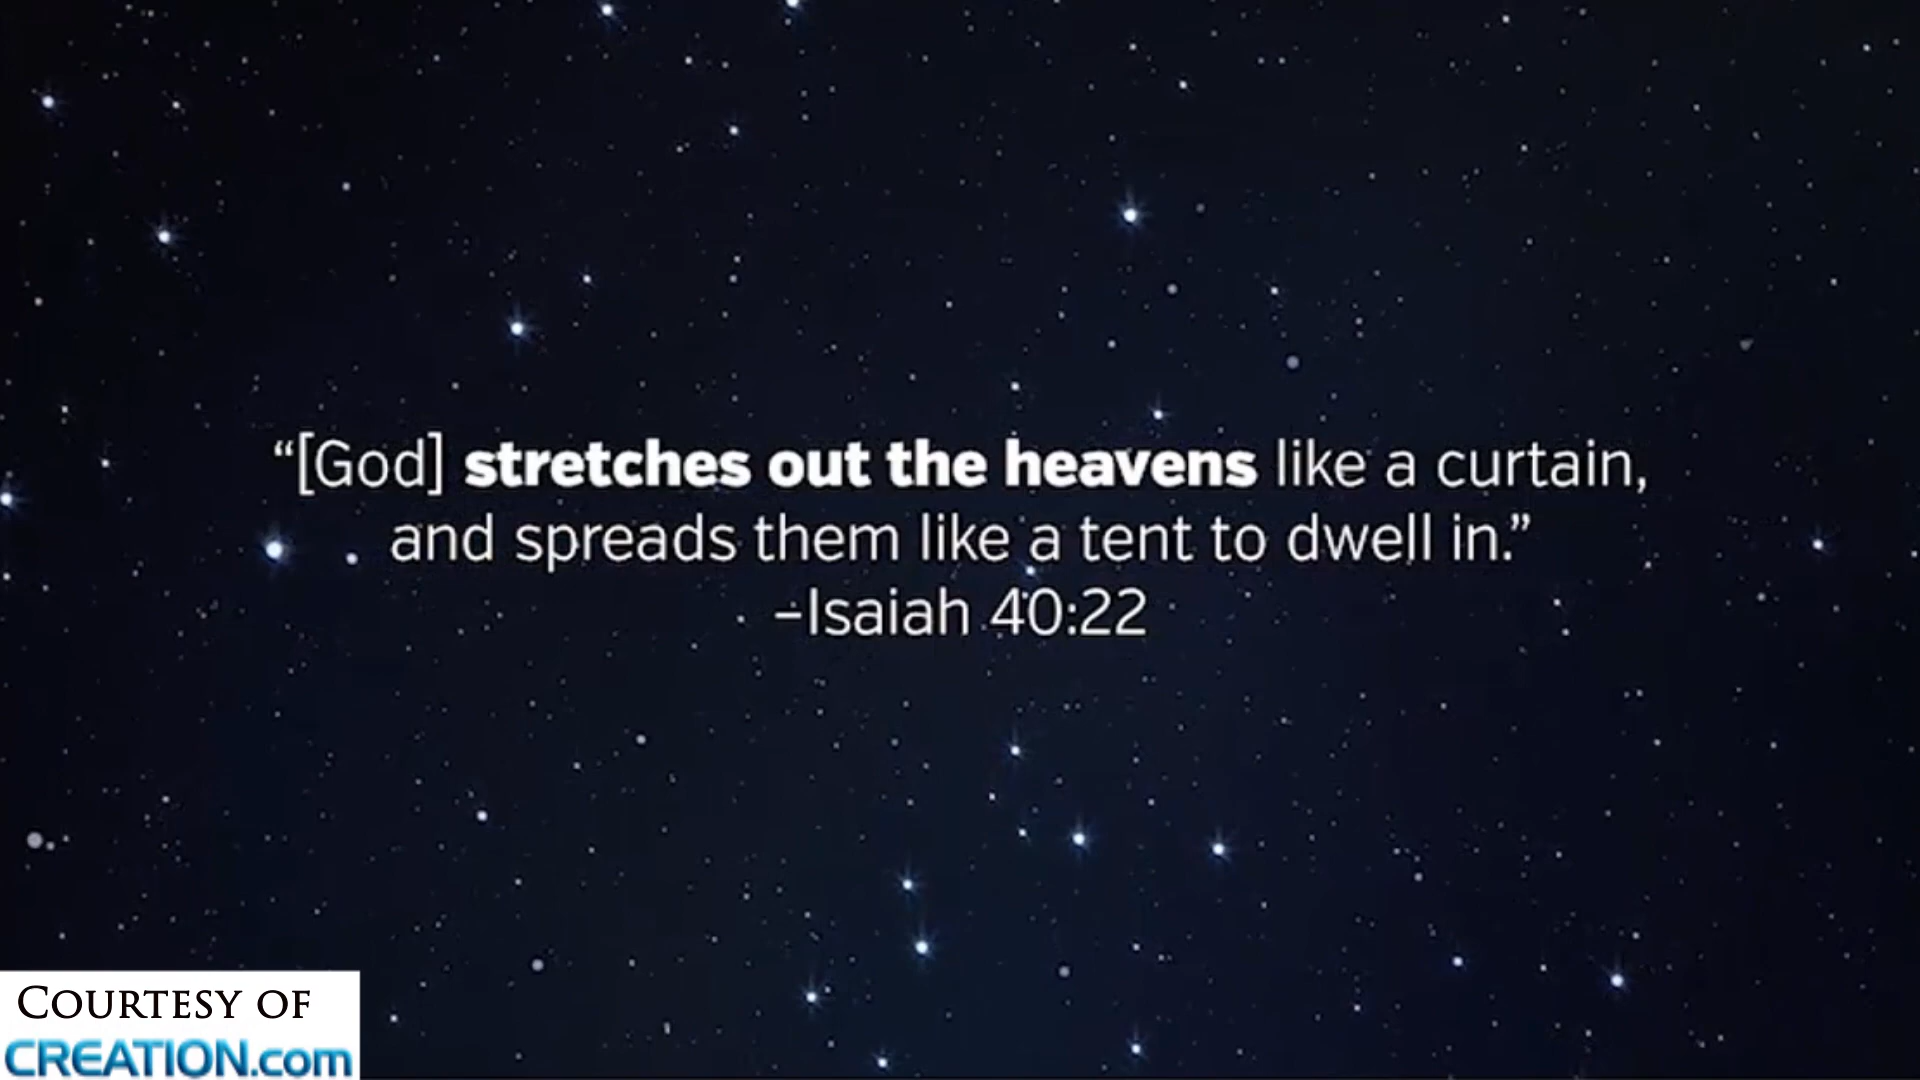 “[God] stretches out the heavens like a curtain,
and spreads them like a tent to dwell in.”
–Isaiah 40:22
COURTESY OF
CREATION.com